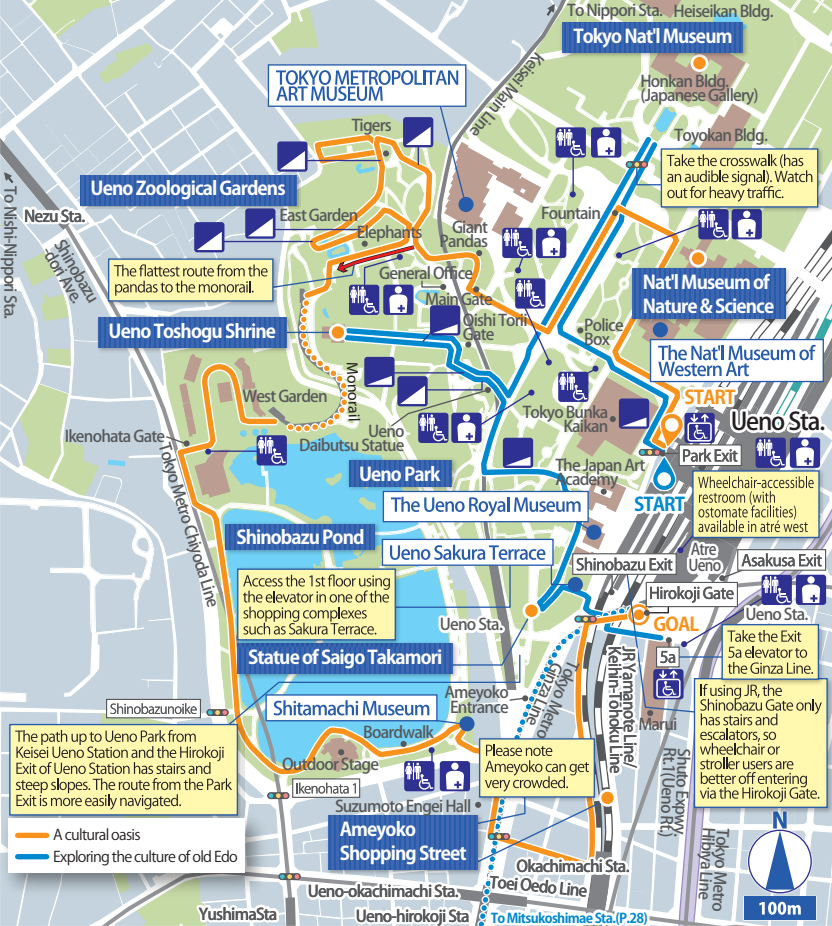 To Nippori Sta.
Heiseikan Bldg.
Tokyo Nat'l Museum
Keisei Main Line
Honkan Bldg.
(Japanese Gallery)
TOKYO METROPOLITAN
ART MUSEUM
Toyokan Bldg.
Tigers
Take the crosswalk (has
an audible signal). Watch
out for heavy traffic.
To Nishi-Nippori Sta.
Ueno Zoological Gardens
Nezu Sta.
East Garden
Elephants
Giant
Pandas
Fountain
Shinobazu
-dori Ave.
The flattest route from the
pandas to the monorail.
General Office
Main Gate
Nat'l Museum of
Nature & Science
Ueno Toshogu Shrine
Oishi Torii
Gate
Police
Box
The Nat'l Museum of
Western Art
Monorail
West Garden
START
Ueno Sta.
Ikenohata Gate
Ueno
Daibutsu Statue
Tokyo Bunka
Kaikan
Park Exit
Tokyo Metro Chiyoda Line
Ueno Park
The Japan Art
Academy
START
Wheelchair-accessible
restroom (with
ostomate facilities)
available in atré west
The Ueno Royal Museum
Shinobazu Pond
Ueno Sakura Terrace
Shinobazu Exit
Atre
Ueno
Asakusa Exit
Access the 1st floor using
the elevator in one of the
shopping complexes
such as Sakura Terrace.
Hirokoji Gate
Ueno Sta.
Ueno Sta.
GOAL
Statue of Saigo Takamori
5a
Take the Exit
5a elevator to
the Ginza Line.
Tokyo Metro
Ginza Line
JR Yamanote Line/
Keihin-Tohoku Line
Ameyoko
Entrance
Shinobazunoike
Shitamachi Museum
Marui
If using JR, the
Shinobazu Gate only
has stairs and
escalators, so
wheelchair or
stroller users are
better off entering
via the Hirokoji Gate.
The path up to Ueno Park from
Keisei Ueno Station and the Hirokoji
Exit of Ueno Station has stairs and
steep slopes. The route from the Park
Exit is more easily navigated.
Boardwalk
Outdoor Stage
Please note
Ameyoko can get
very crowded.
Shuto Expwy
Rt.1(Ueno Rt.)
Ikenohata 1
Suzumoto Engei Hall
A cultural oasis
Exploring the culture of old Edo
Ameyoko
Shopping Street
Tokyo Metro
Hibiya Line
N
100m
Okachimachi Sta.
Toei Oedo Line
Ueno-okachimachi Sta.
YushimaSta
Ueno-hirokoji Sta
To Mitsukoshimae Sta.(P.28)